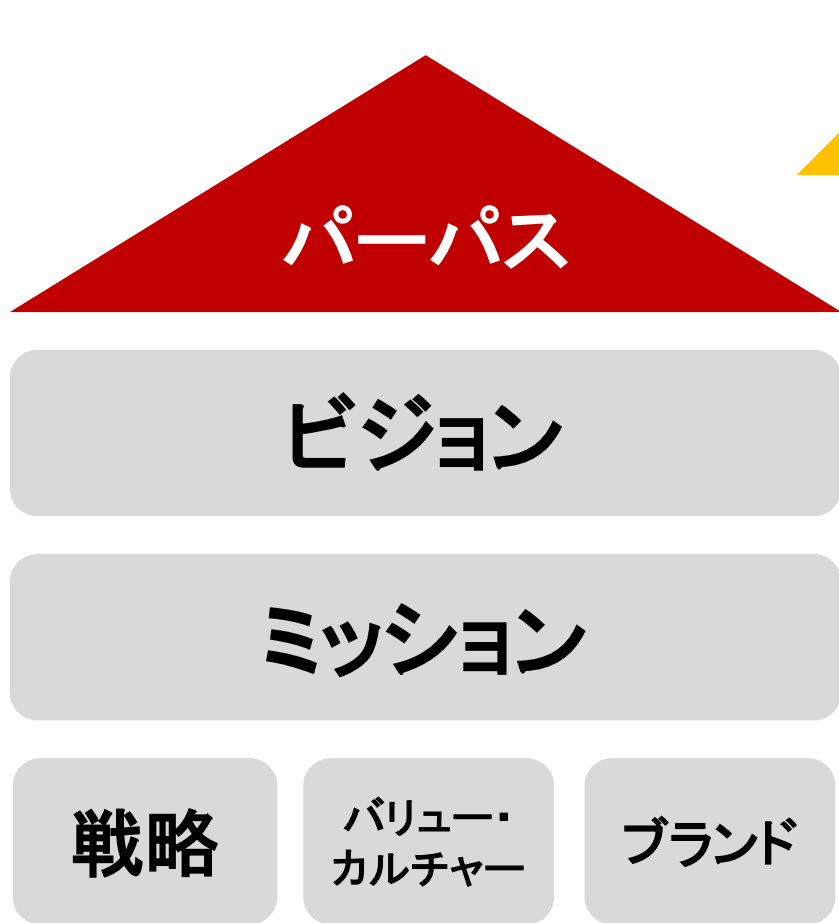 パーパス
ビジョン
ミッション
戦略
バリュー・
カルチャー
ブランド